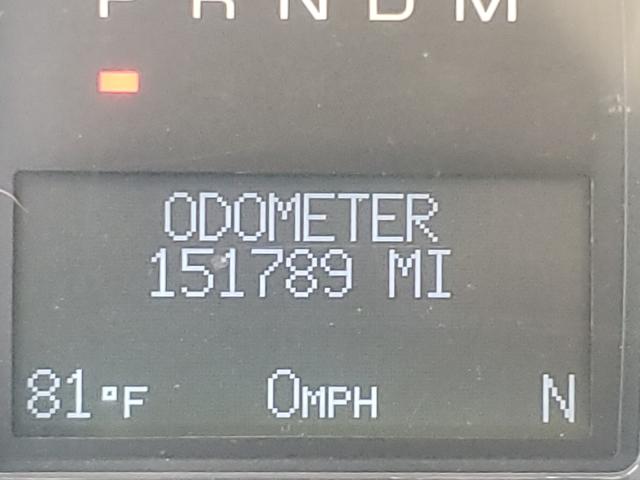 P R N D M
ODOMETER
151789 MI
81°F 0MPH N